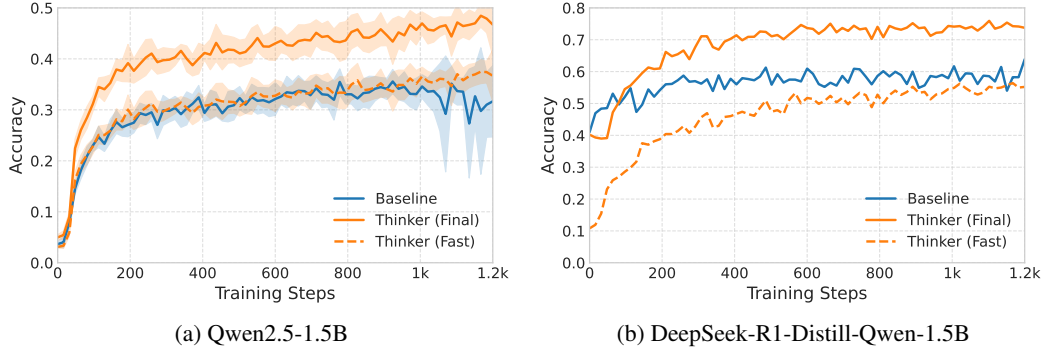 0.5
0.4
0.3
0.2
0.1
0.0
Accuracy
0
200
400
600
800
1k
1.2k
Training Steps
Baseline
Thinker (Final)
Thinker (Fast)
(a) Qwen2.5-1.5B
0.8
0.7
0.6
0.5
0.4
0.3
0.2
0.1
0.0
Accuracy
0
200
400
600
800
1k
1.2k
Training Steps
Baseline
Thinker (Final)
Thinker (Fast)
(b) DeepSeek-R1-Distill-Qwen-1.5B